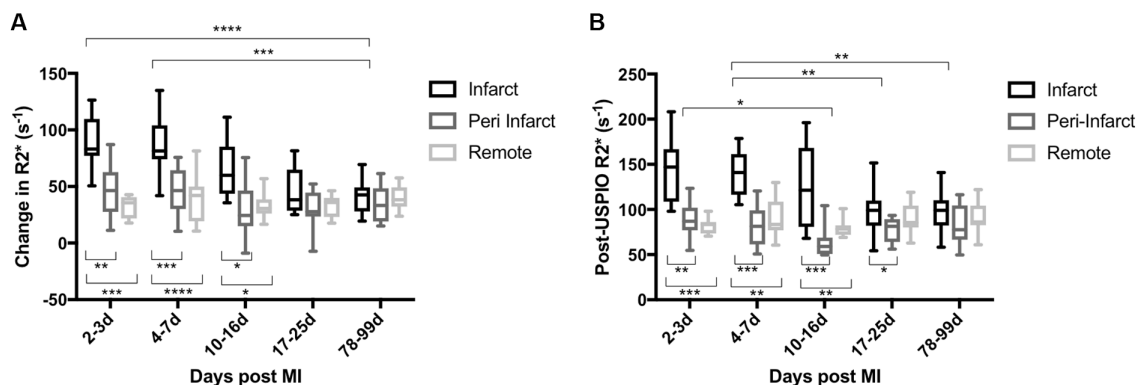 A
****
***
Change in R2* (s-1)
150
100
50
0
-50
Infarct
Peri Infarct
Remote
**
***
*
***
****
*
2-3d
4-7d
10-16d
17-25d
78-99d
Days post MI
B
**
**
*
Post-USPIO R2* (s-1)
250
200
150
100
50
0
Infarct
Peri-Infarct
Remote
**
***
***
*
***
**
**
2-3d
4-7d
10-16d
17-25d
78-99d
Days post MI